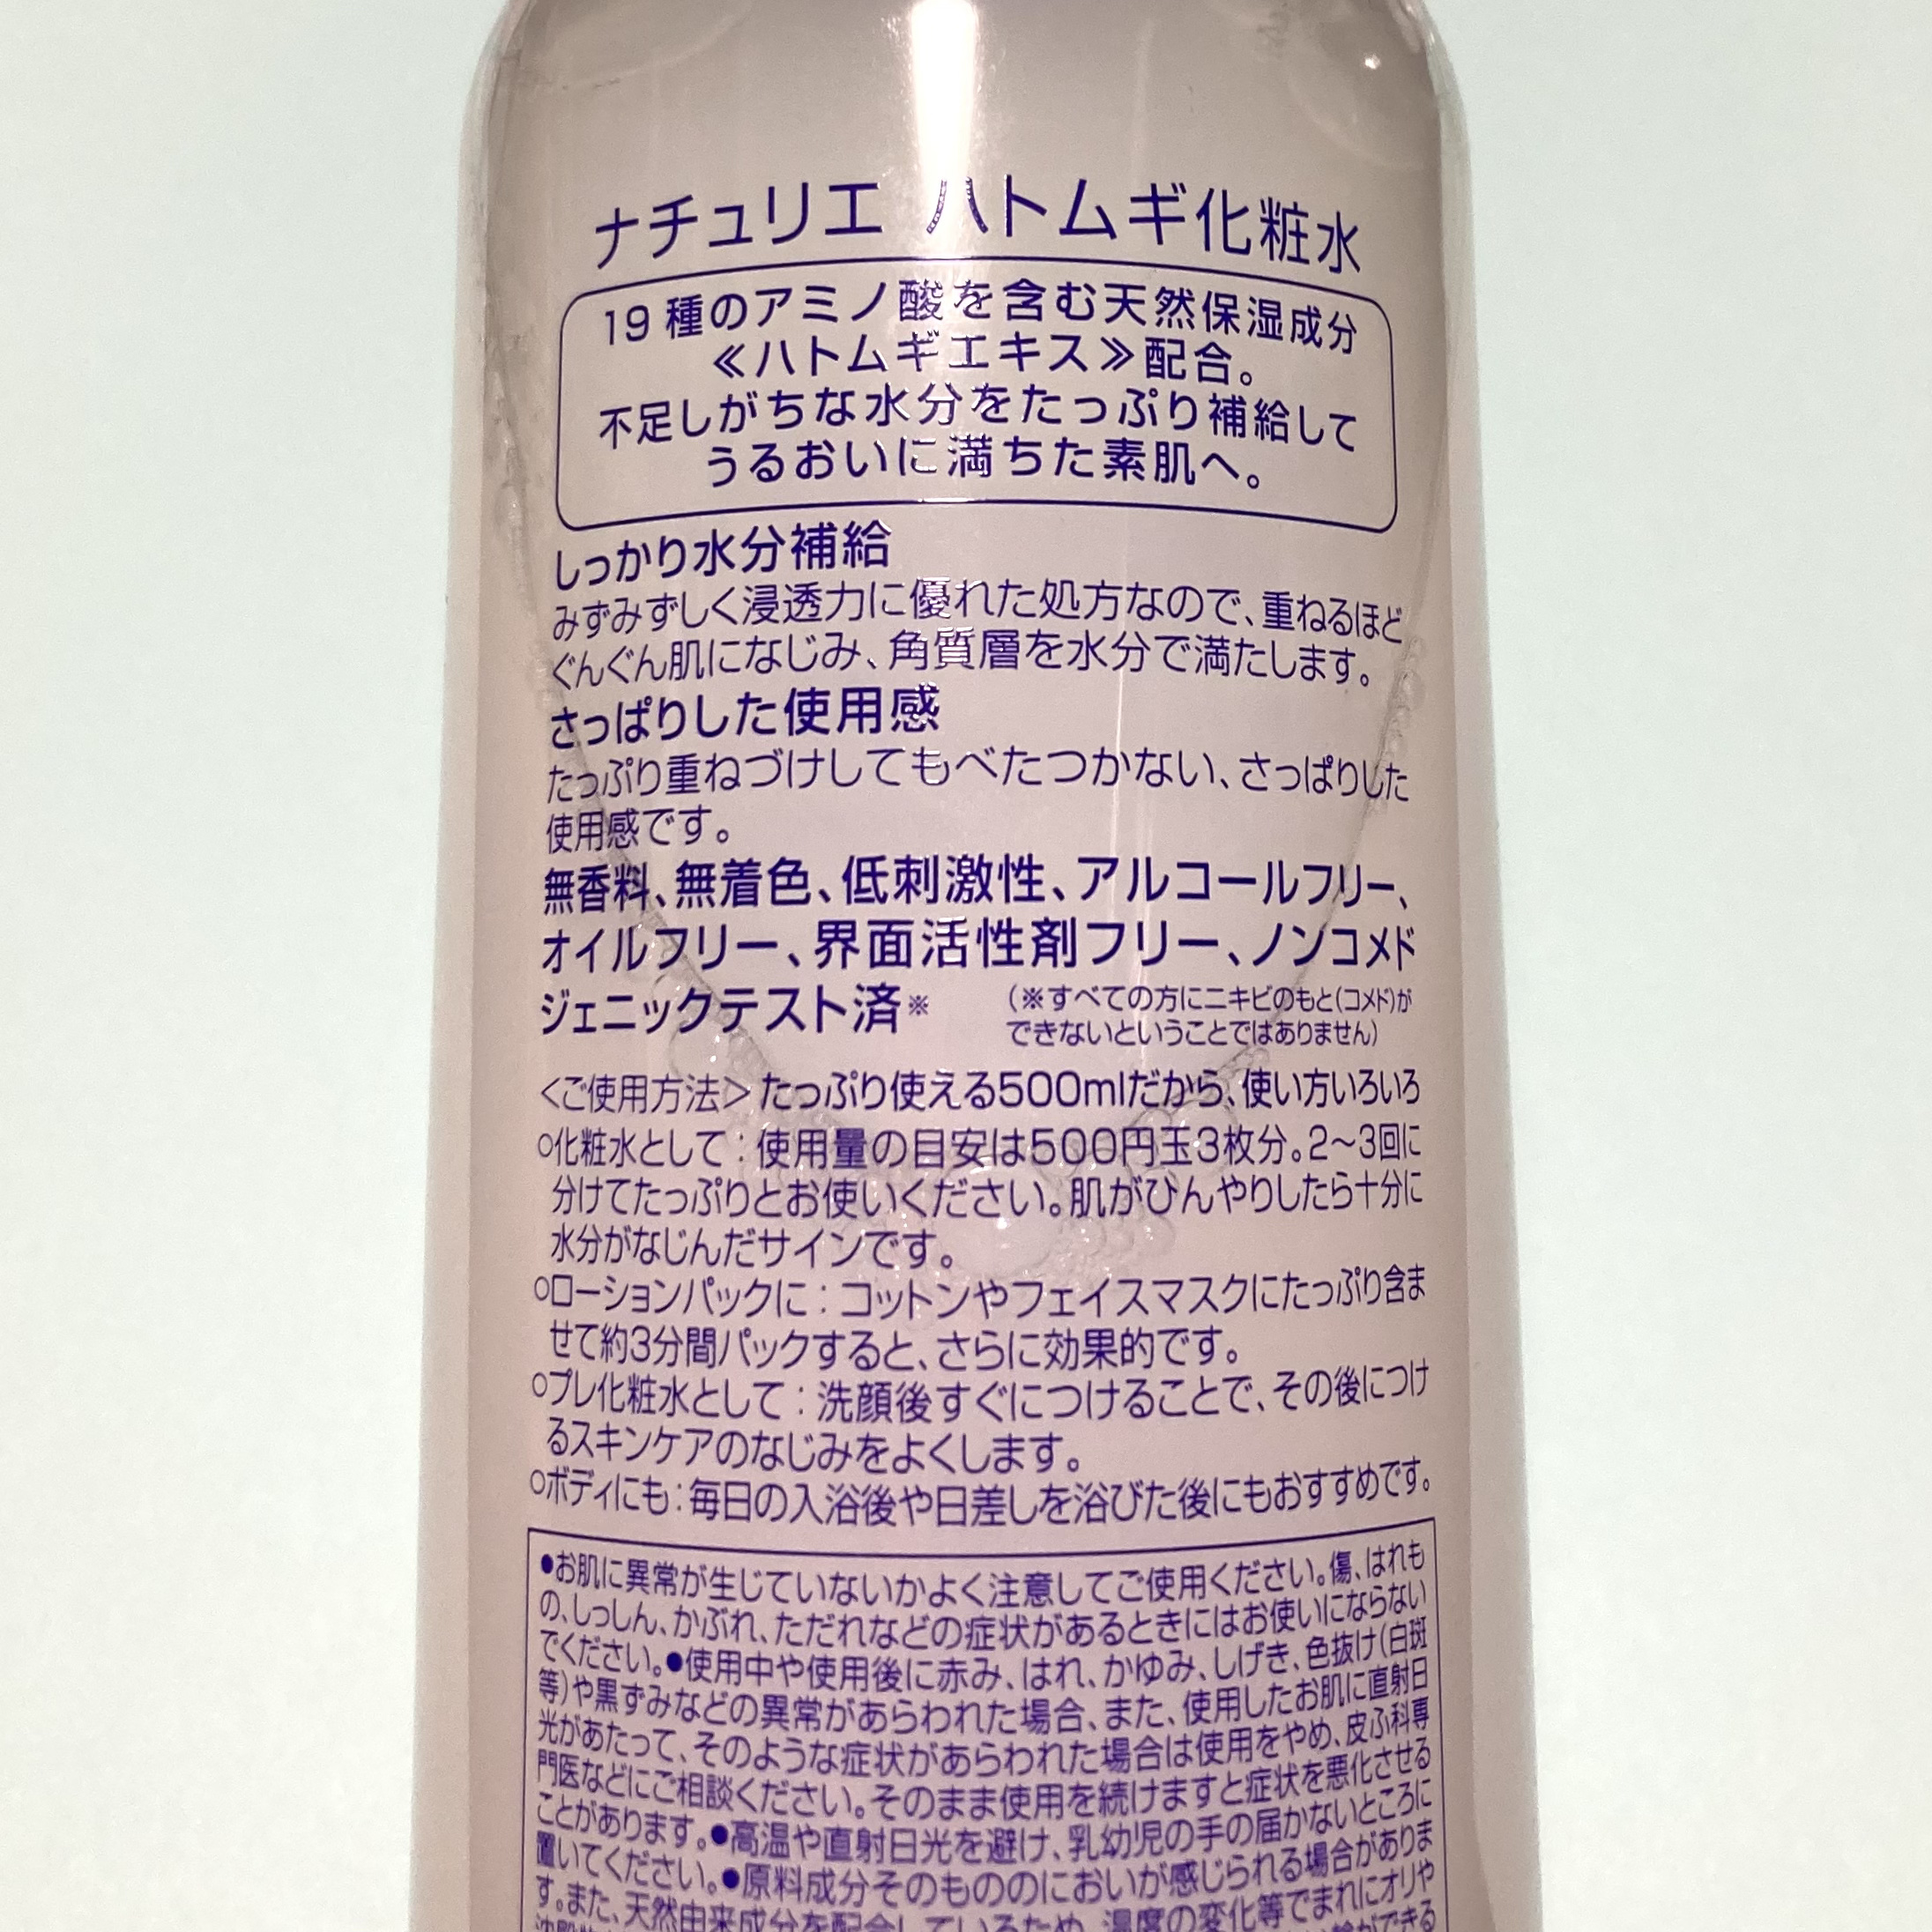 ナチュリエ ハトムギ化粧水
19種のアミノ酸を含む天然保湿成分
≪ハトムギエキス≫配合。
不足しがちな水分をたっぷり補給して
うるおいに満ちた素肌へ。
しっかり水分補給
みずみずしく浸透力に優れた処方なので、重ねるほど
ぐんぐん肌になじみ、角質層を水分で満たします。
さっぱりした使用感
たっぷり重ねづけしてもべたつかない、さっぱりした
使用感です。
無香料、無着色、低刺激性、アルコールフリー、
オイルフリー、界面活性剤フリー、ノンコメド
ジェニックテスト済※ (※すべての方にニキビのもと(コメド)が
できないということではありません)
<ご使用方法>たっぷり使える500mlだから、使い方いろいろ
○化粧水として:使用量の目安は500円玉3枚分。2～3回に
分けてたっぷりとお使いください。肌がひんやりしたら十分に
水分がなじんだサインです。
○ローションパックに:コットンやフェイスマスクにたっぷり含ま
せて約3分間パックすると、さらに効果的です。
○プレ化粧水として:洗顔後すぐにつけることで、その後につけ
るスキンケアのなじみをよくします。
○ボディにも:毎日の入浴後や日差しを浴びた後にもおすすめです。
●お肌に異常が生じていないかよく注意してご使用ください。傷、はれも
の、しっしん、かぶれ、ただれなどの症状があるときにはお使いにならない
でください。●使用中や使用後に赤み、はれ、かゆみ、しげき、色抜け(白斑
等)や黒ずみなどの異常があらわれた場合、また、使用したお肌に直射日
光があたって、そのような症状があらわれた場合は使用をやめ、皮ふ科専
門医などにご相談ください。そのまま使用を続けますと症状を悪化させる
ことがあります。●高温や直射日光を避け、乳幼児の手の届かないところに
置いてください。●原料成分そのもののにおいが感じられる場合がありま
す。また、天然由来成分を配合しているため、温度の変化等でまれにオリや